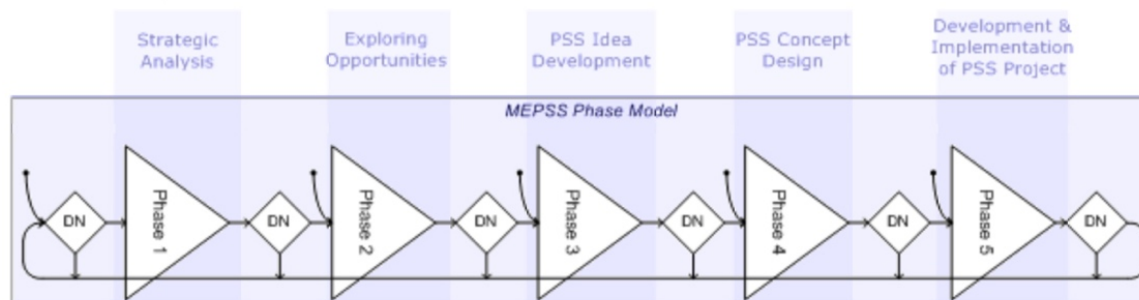 Strategic
Analysis
Exploring
Opportunities
PSS Idea
Development
PSS Concept
Design
Development &
Implementation
of PSS Project
MEPSS Phase Model
DN
Phase 1
DN
Phase 2
DN
Phase 3
DN
Phase 4
DN
Phase 5
DN